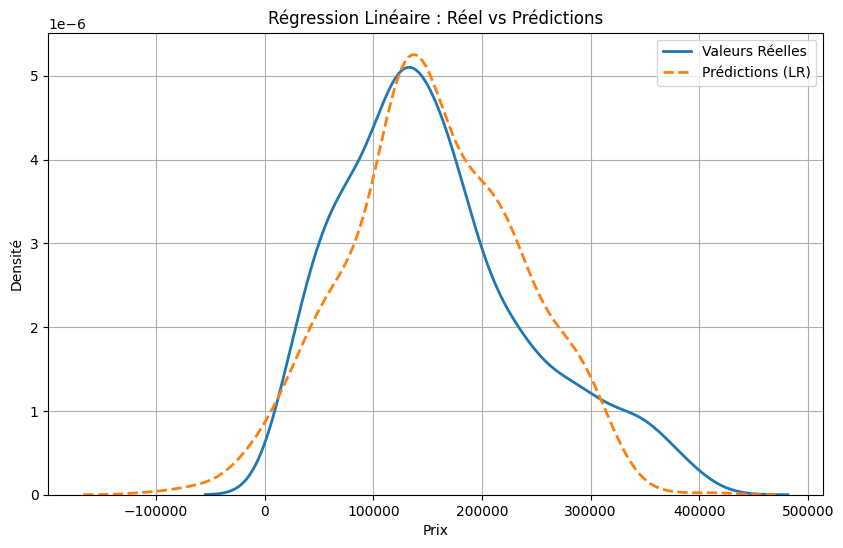 Régression Linéaire : Réel vs Prédictions
1e−6
Valeurs Réelles
Prédictions (LR)
5
4
3
2
1
0
Densité
−100000 0 100000 200000 300000 400000 500000
Prix